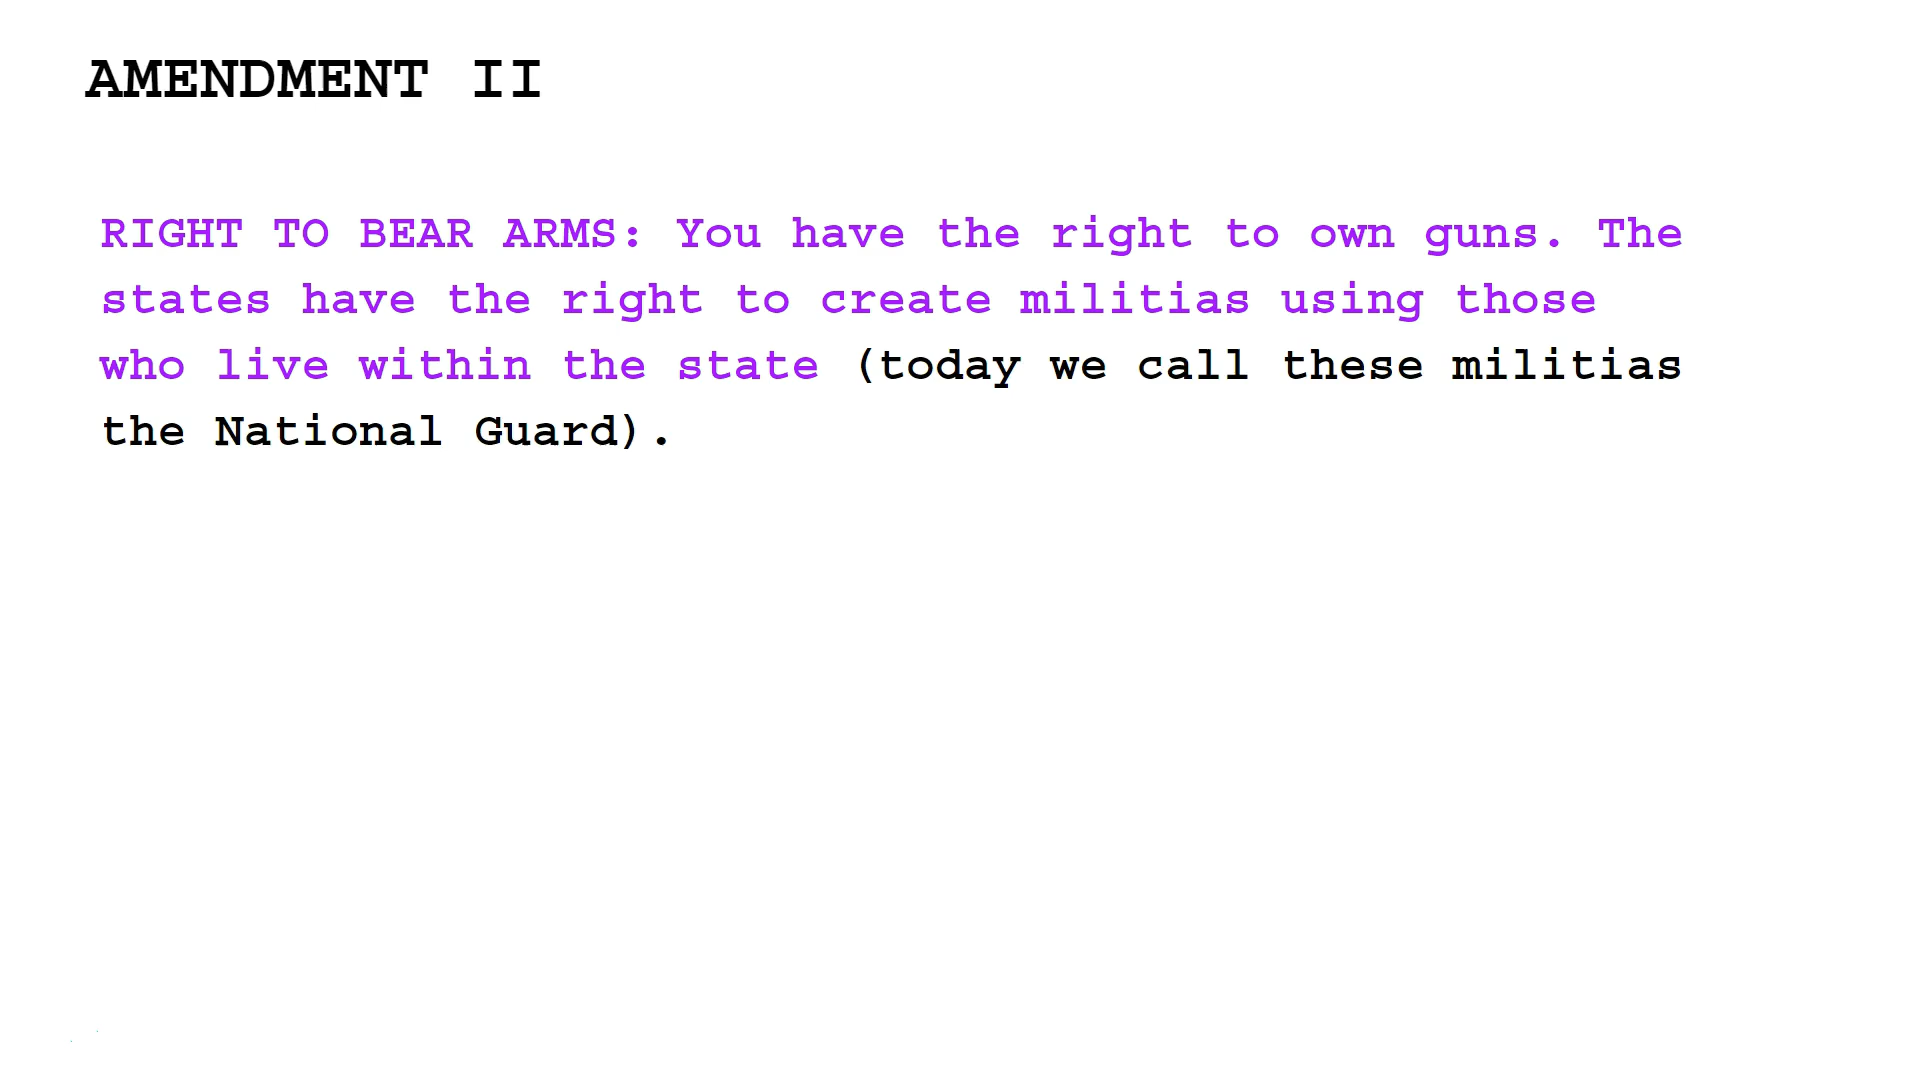 AMENDMENT II
RIGHT TO BEAR ARMS: You have the right to own guns. The
states have the right to create militias using those
who live within the state (today we call these militias
the National Guard).